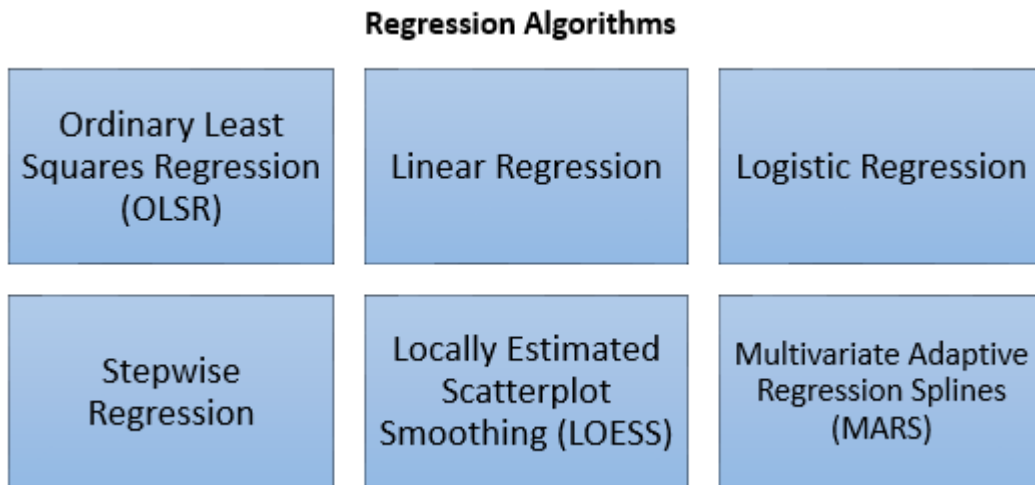 Regression Algorithms
Ordinary Least
Squares Regression
(OLSR)
Linear Regression
Logistic Regression
Stepwise
Regression
Locally Estimated
Scatterplot
Smoothing (LOESS)
Multivariate Adaptive
Regression Splines
(MARS)